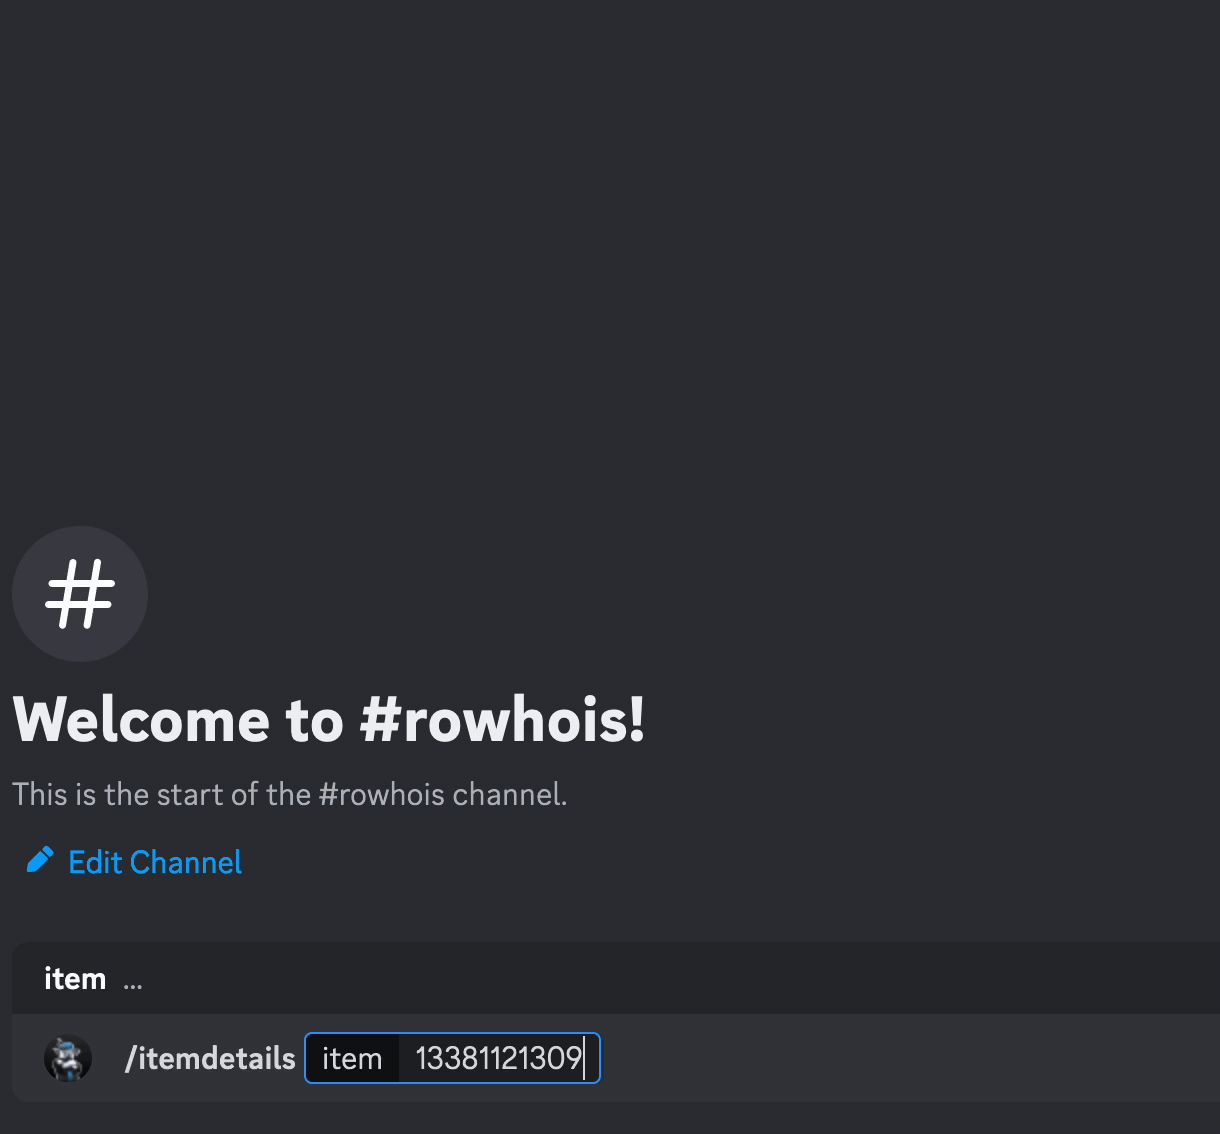 #
Welcome to #rowhois!
This is the start of the #rowhois channel.
Edit Channel
item ...
/itemdetails item 13381121309